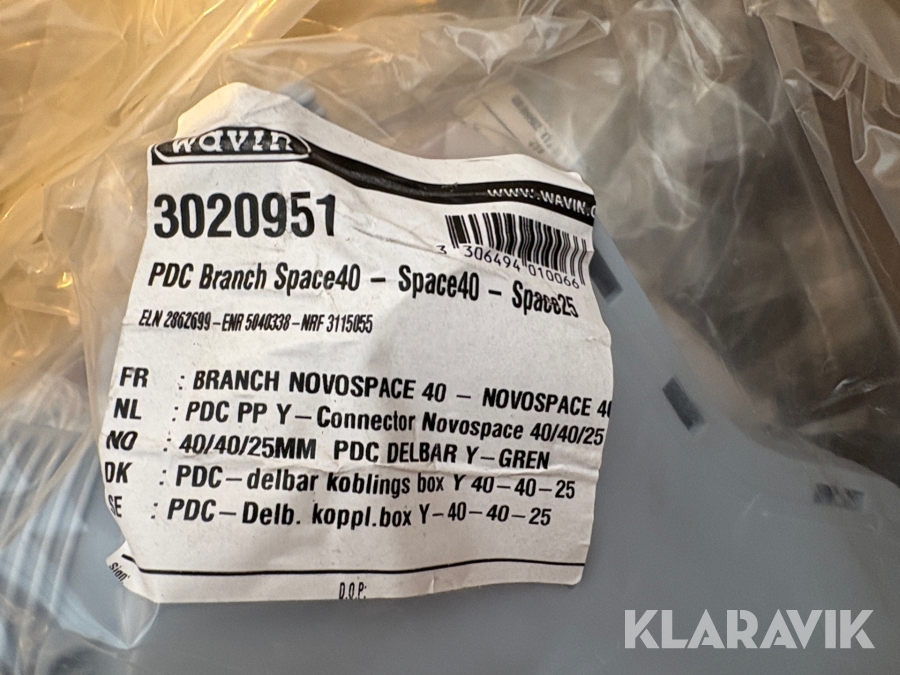 wavin
WWW.WAVIN.C
3020951
3 306494 010066
PDC Branch Space40 – Space40 – Space25
ELN 2862699-ENR 5040338-NRF 3115055
FR : BRANCH NOVOSPACE 40 – NOVOSPACE 40
NL : PDC PP Y-Connector Novospace 40/40/25
NO : 40/40/25MM PDC DELBAR Y-GREN
DK : PDC-delbar koblings box Y 40-40-25
SE : PDC-Delb. koppl.box Y-40-40-25
D.O.P:
KLARAVIK